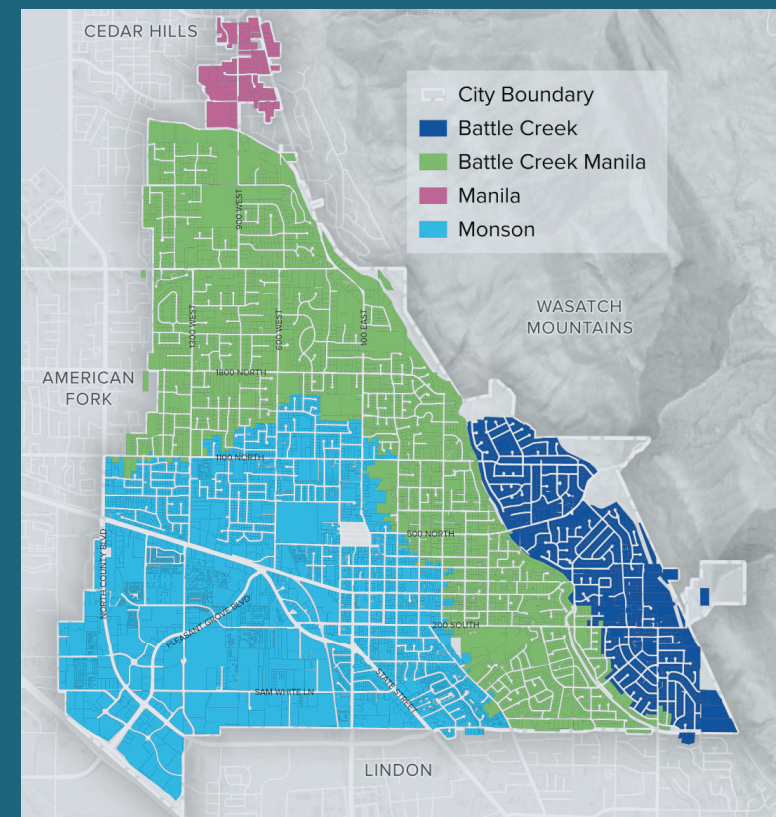 CEDAR HILLS
City Boundary
Battle Creek
Battle Creek Manila
Manila
Monson
900 WEST
WASATCH
MOUNTAINS
1300 WEST
600 WEST
100 EAST
AMERICAN
FORK
1800 NORTH
1100 NORTH
500 NORTH
NORTH COUNTY BLVD
PLEASANT GROVE BLVD
200 SOUTH
SAM WHITE LN
STATE STREET
LINDON